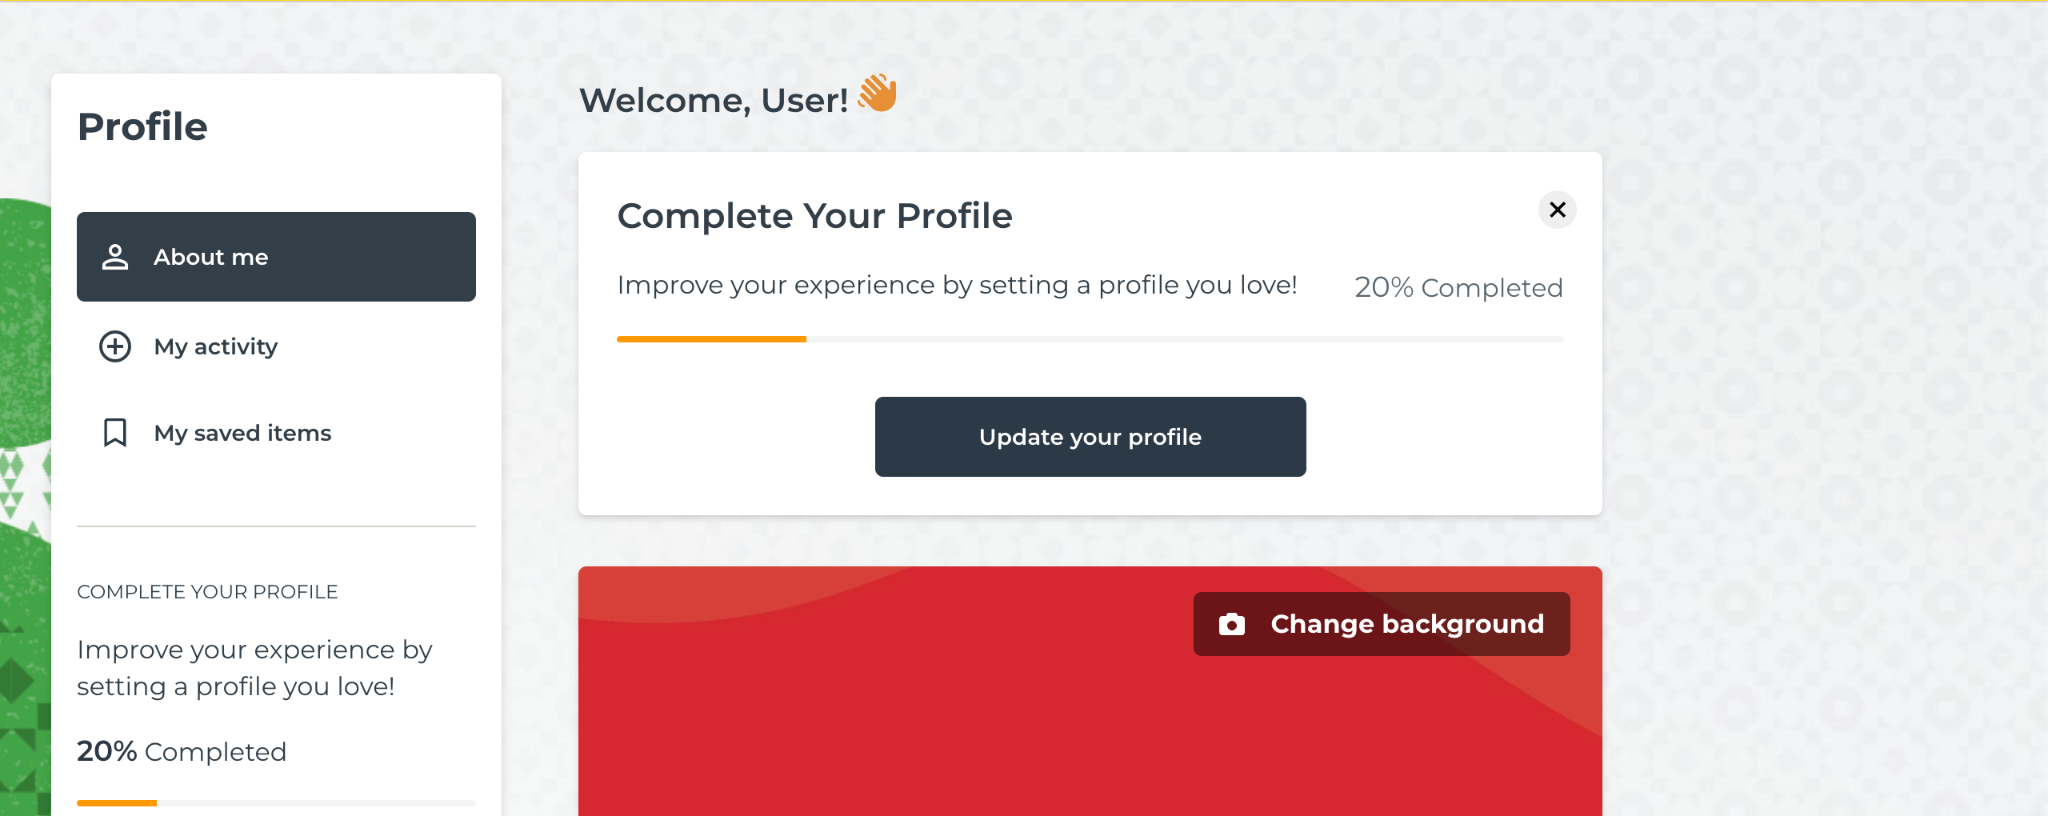 Profile
About me
My activity
My saved items
COMPLETE YOUR PROFILE
Improve your experience by
setting a profile you love!
20% Completed
Welcome, User!
Complete Your Profile
Improve your experience by setting a profile you love!
20% Completed
Update your profile
Change background